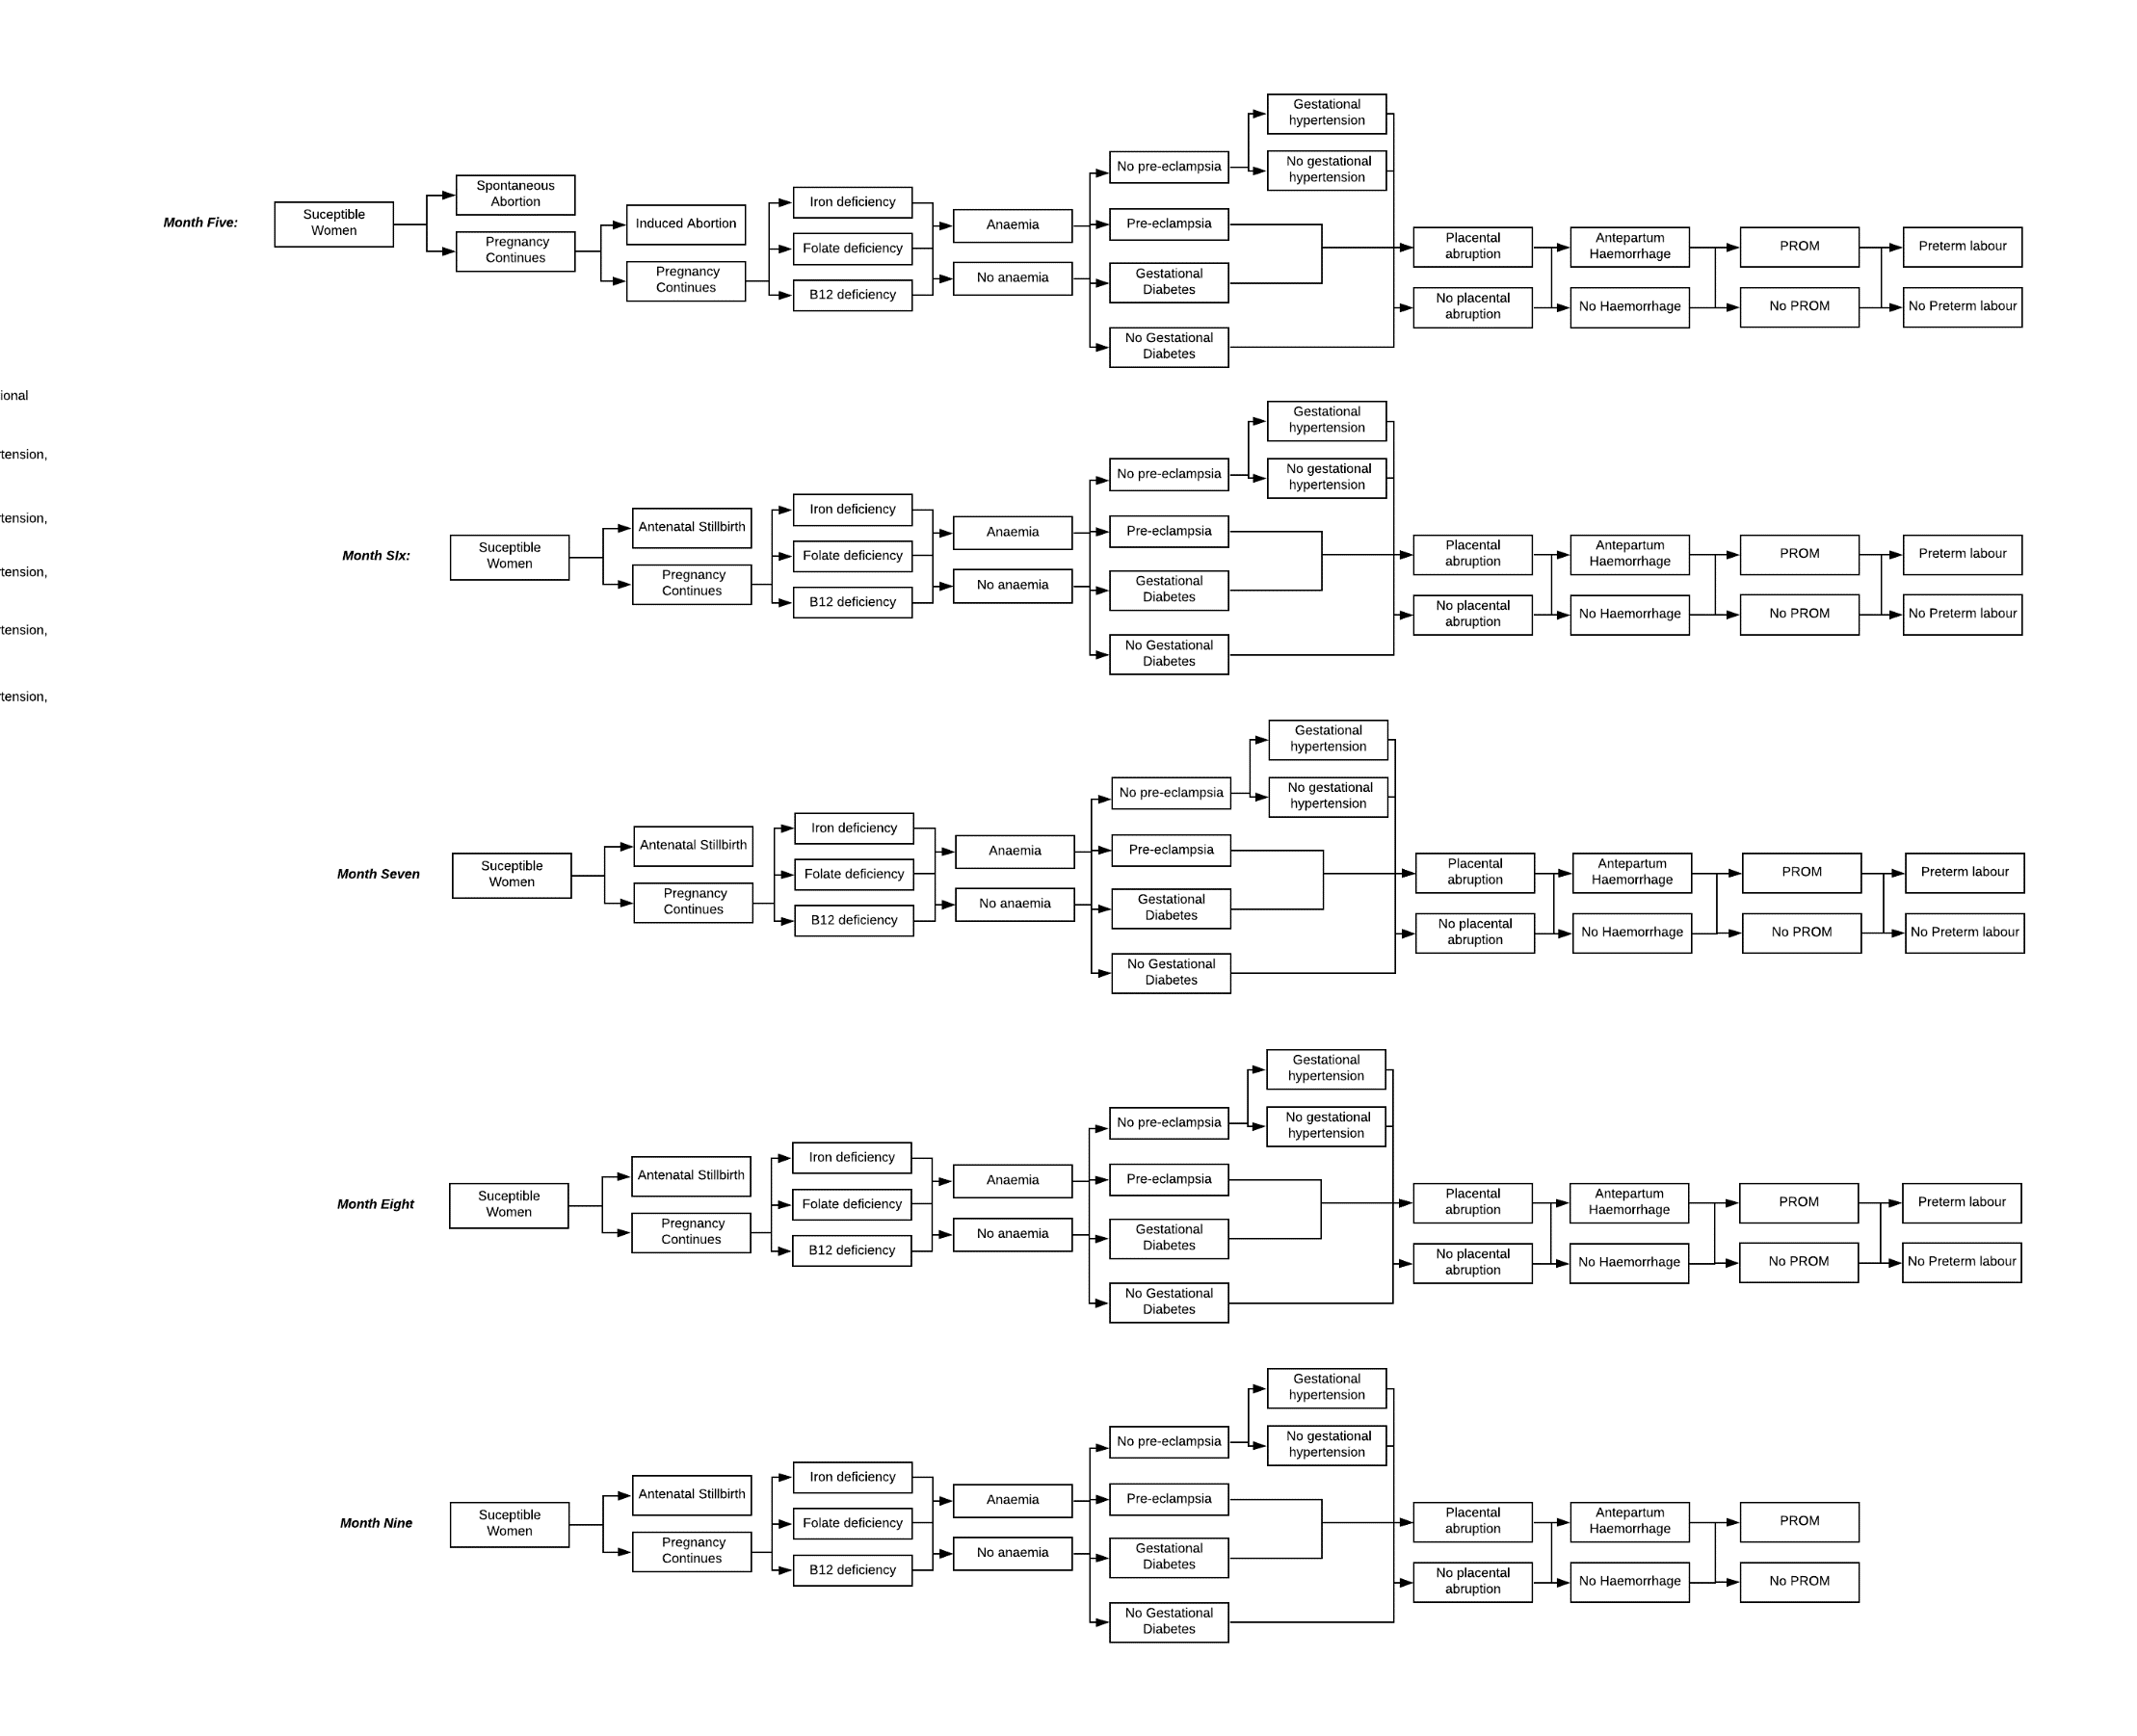 Gestational
hypertension
No pre-eclampsia
No gestational
hypertension
Spontaneous
Abortion
Iron deficiency
Month Five:
Suceptible
Women
Induced Abortion
Anaemia
Pre-eclampsia
Pregnancy
Continues
Folate deficiency
Placental
abruption
Antepartum
Haemorrhage
PROM
Preterm labour
Pregnancy
Continues
No anaemia
Gestational
Diabetes
B12 deficiency
No placental
abruption
No Haemorrhage
No PROM
No Preterm labour
No Gestational
Diabetes
ional
Gestational
hypertension
rtension,
No pre-eclampsia
No gestational
hypertension
Iron deficiency
rtension,
Antenatal Stillbirth
Anaemia
Pre-eclampsia
Month SIx:
Suceptible
Women
Folate deficiency
Placental
abruption
Antepartum
Haemorrhage
PROM
Preterm labour
rtension,
Pregnancy
Continues
No anaemia
Gestational
Diabetes
B12 deficiency
No placental
abruption
No Haemorrhage
No PROM
No Preterm labour
rtension,
No Gestational
Diabetes
rtension,
Gestational
hypertension
No pre-eclampsia
No gestational
hypertension
Iron deficiency
Antenatal Stillbirth
Anaemia
Pre-eclampsia
Month Seven
Suceptible
Women
Folate deficiency
Placental
abruption
Antepartum
Haemorrhage
PROM
Preterm labour
Pregnancy
Continues
No anaemia
Gestational
Diabetes
B12 deficiency
No placental
abruption
No Haemorrhage
No PROM
No Preterm labour
No Gestational
Diabetes
Gestational
hypertension
No pre-eclampsia
No gestational
hypertension
Iron deficiency
Antenatal Stillbirth
Anaemia
Pre-eclampsia
Month Eight
Suceptible
Women
Folate deficiency
Placental
abruption
Antepartum
Haemorrhage
PROM
Preterm labour
Pregnancy
Continues
No anaemia
Gestational
Diabetes
B12 deficiency
No placental
abruption
No Haemorrhage
No PROM
No Preterm labour
No Gestational
Diabetes
Gestational
hypertension
No pre-eclampsia
No gestational
hypertension
Iron deficiency
Antenatal Stillbirth
Anaemia
Pre-eclampsia
Month Nine
Suceptible
Women
Folate deficiency
Placental
abruption
Antepartum
Haemorrhage
PROM
Pregnancy
Continues
No anaemia
Gestational
Diabetes
B12 deficiency
No placental
abruption
No Haemorrhage
No PROM
No Gestational
Diabetes